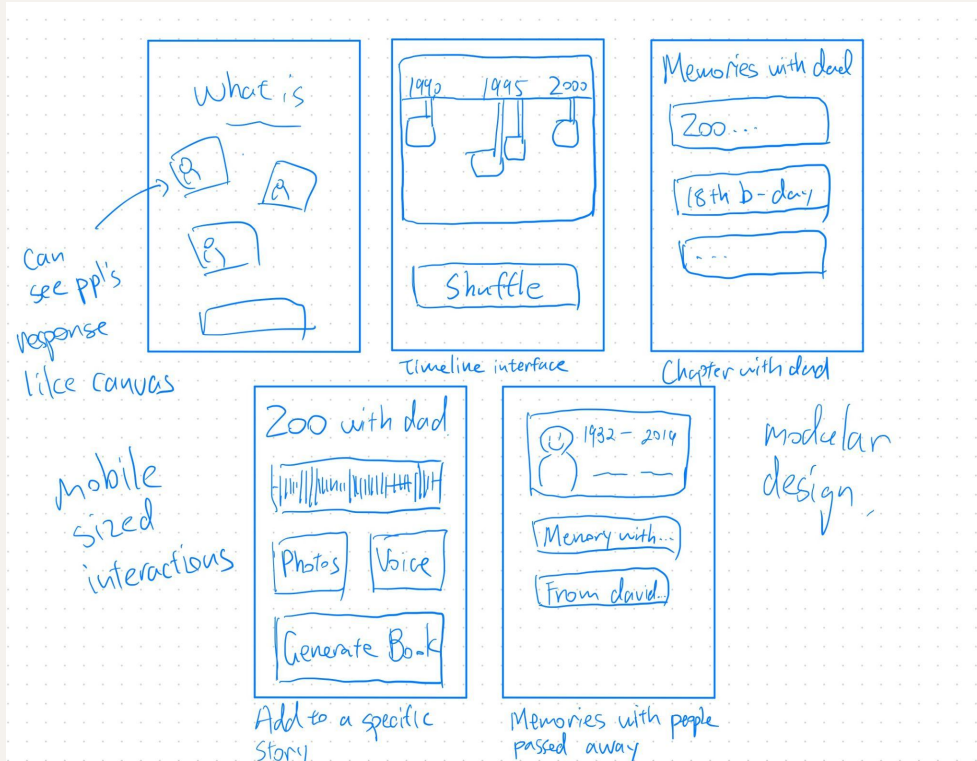 What is
Can
see ppl's
response
like canvas
1990 1995 2000
Shuffle
Timeline interface
Memories with dad
Zoo...
18th b-day
...
Chapter with dad
mobile
sized
interactions
Zoo with dad
Photos Voice
Generate Book
Add to a specific
story
1932 - 2014
Memory with...
From david...
Memories with people
passed away
modular
design